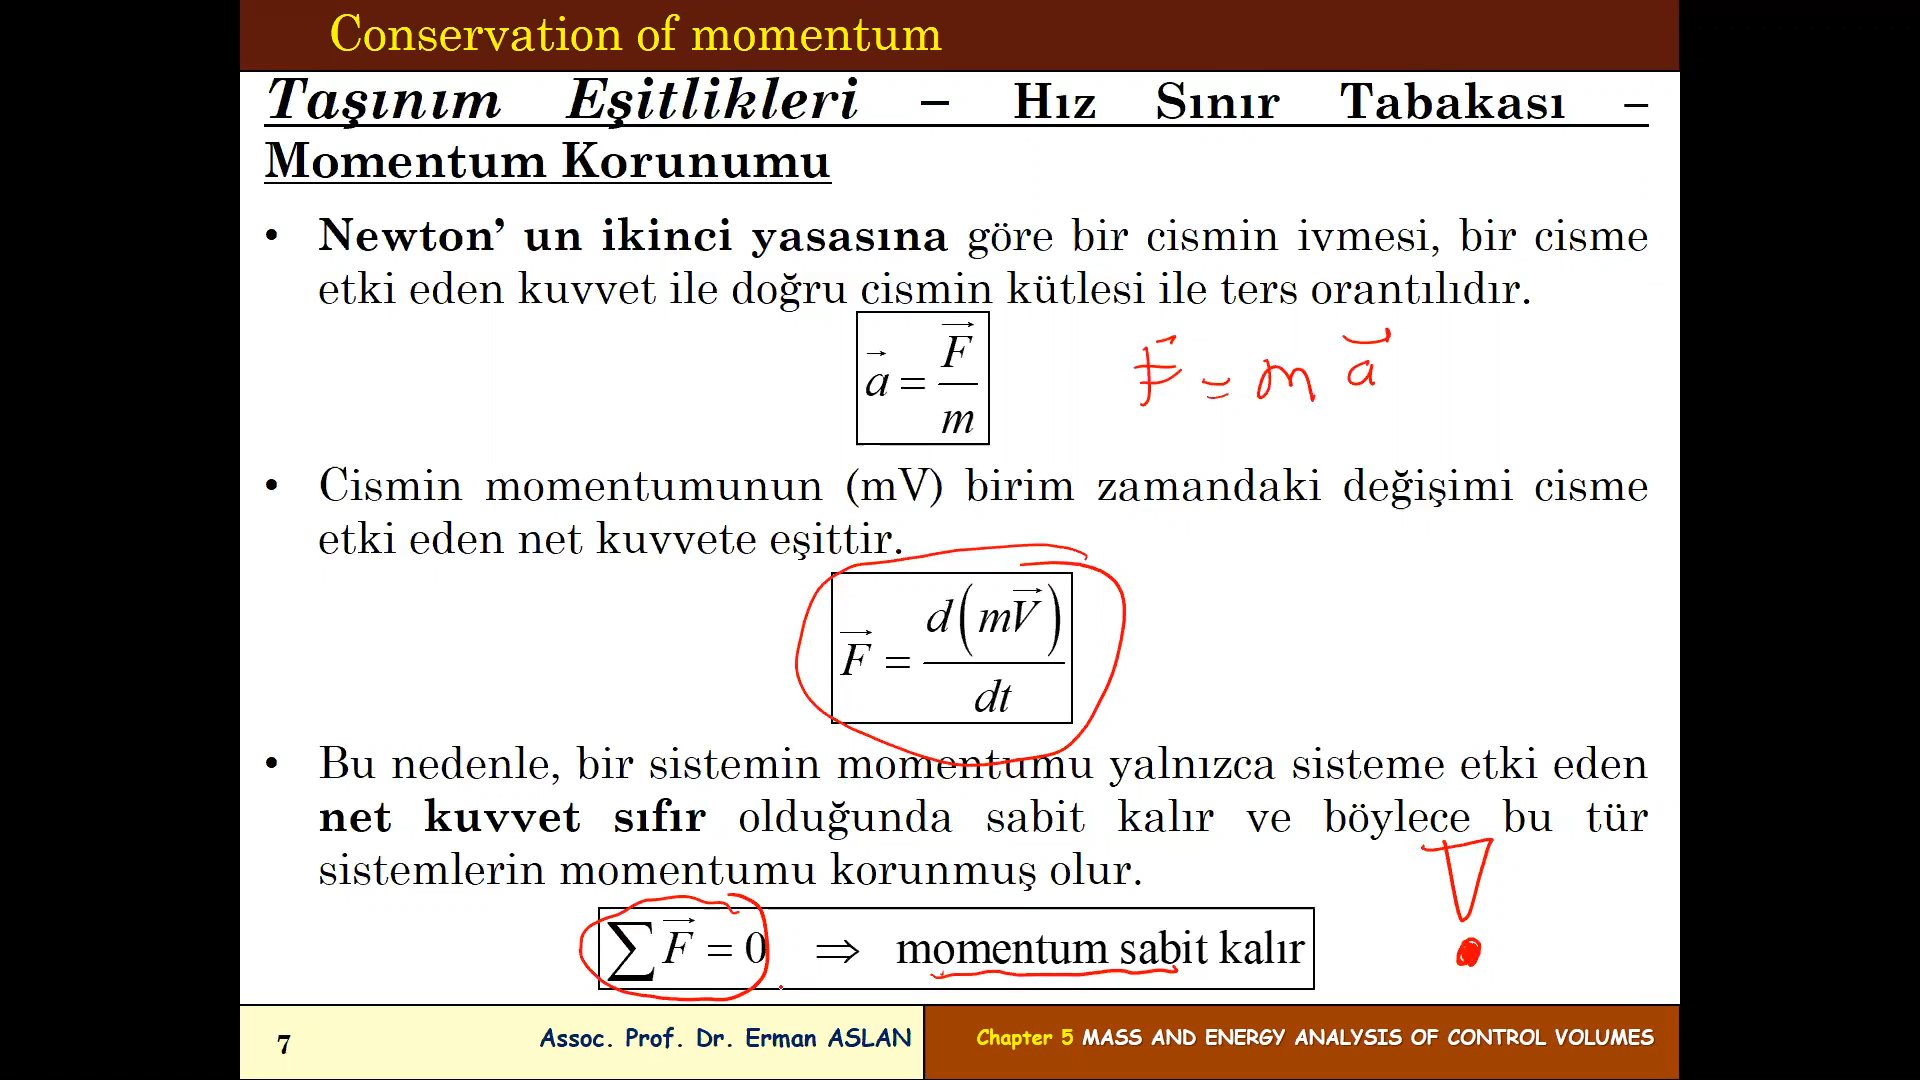 Conservation of momentum
Taşınım Eşitlikleri – Hız Sınır Tabakası –
Momentum Korunumu
• Newton’ un ikinci yasasına göre bir cismin ivmesi, bir cisme
etki eden kuvvet ile doğru cismin kütlesi ile ters orantılıdır.
a⃗ = F⃗ / m
F⃗ = m a⃗
• Cismin momentumunun (mV) birim zamandaki değişimi cisme
etki eden net kuvvete eşittir.
F⃗ = d(mV⃗) / dt
• Bu nedenle, bir sistemin momentumu yalnızca sisteme etki eden
net kuvvet sıfır olduğunda sabit kalır ve böylece bu tür
sistemlerin momentumu korunmuş olur.
∑ F⃗ = 0 ⇒ momentum sabit kalır !
7 Assoc. Prof. Dr. Erman ASLAN Chapter 5 MASS AND ENERGY ANALYSIS OF CONTROL VOLUMES